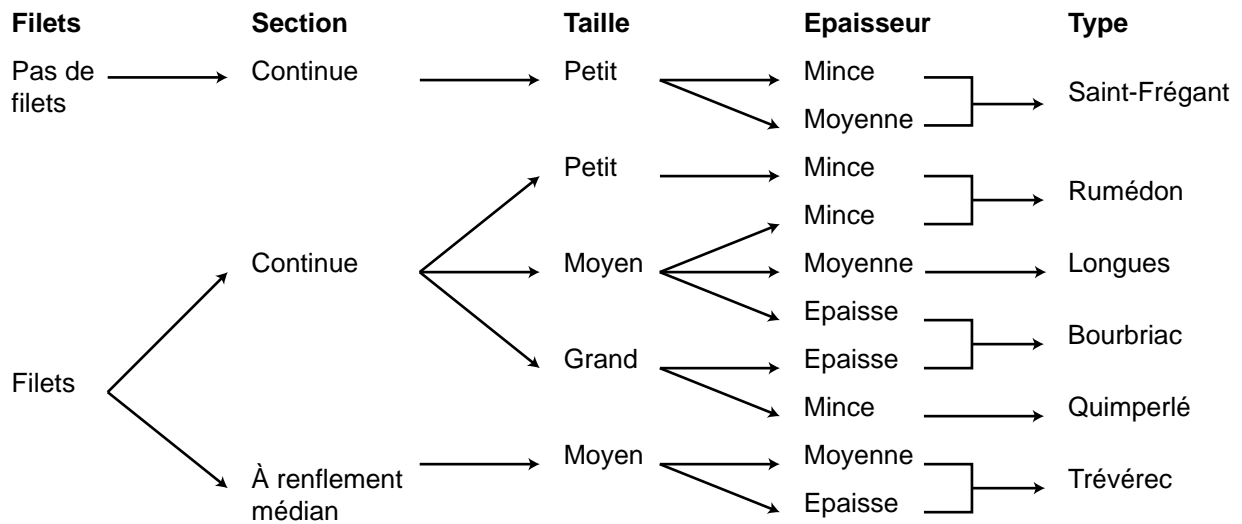 Filets Section Taille Epaisseur Type
Pas de filets Continue Petit Mince Saint-Frégant
Moyenne
Petit Mince Rumédon
Mince
Continue Moyen Moyenne Longues
Epaisse Bourbriac
Filets Grand Epaisse
Mince Quimperlé
À renflement médian Moyen Moyenne Trévérec
Epaisse